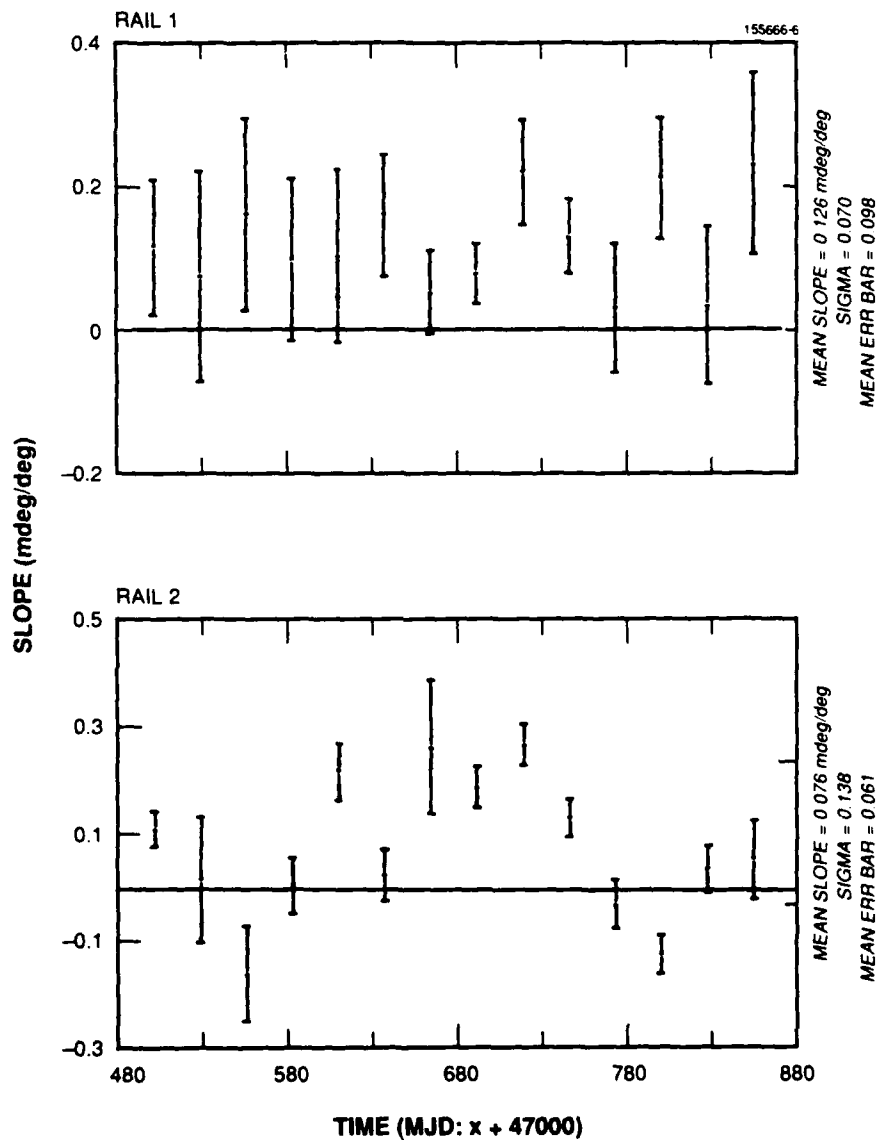 RAIL 1
155666-6
0.4
0.2
0
−0.2
MEAN SLOPE = 0 126 mdeg/deg
SIGMA = 0.070
MEAN ERR BAR = 0.098
SLOPE (mdeg/deg)
RAIL 2
0.5
0.3
0.1
−0.1
−0.3
MEAN SLOPE = 0 076 mdeg/deg
SIGMA = 0.138
MEAN ERR BAR = 0.061
480 580 680 780 880
TIME (MJD: x + 47000)